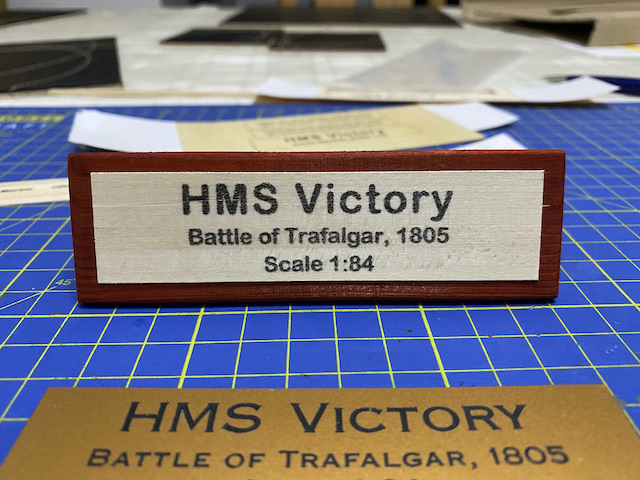 HMS Victory
Battle of Trafalgar, 1805
Scale 1:84
HMS VICTORY
BATTLE OF TRAFALGAR, 1805